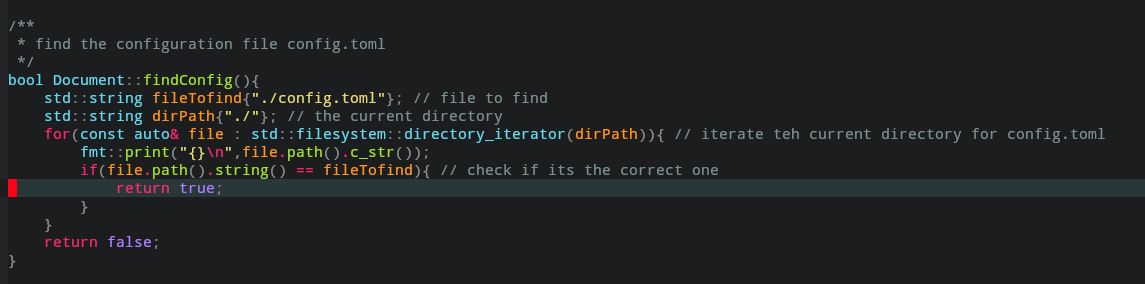 /**
 * find the configuration file config.toml
 */
bool Document::findConfig(){
    std::string fileTofind{"./config.toml"}; // file to find
    std::string dirPath{"./"}; // the current directory
    for(const auto& file : std::filesystem::directory_iterator(dirPath)){ // iterate teh current directory for config.toml
        fmt::print("{}\n",file.path().c_str());
        if(file.path().string() == fileTofind){ // check if its the correct one
            return true;
        }
    }
    return false;
}